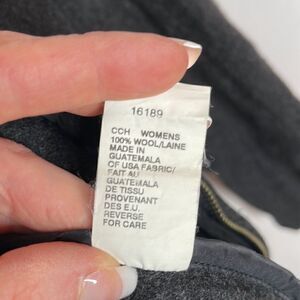 16189
CCH WOMENS
100% WOOL/LAINE
MADE IN
GUATEMALA
OF USA FABRIC/
FAIT AU
GUATEMALA
DE TISSU
PROVENANT
DES E.U.
REVERSE
FOR CARE